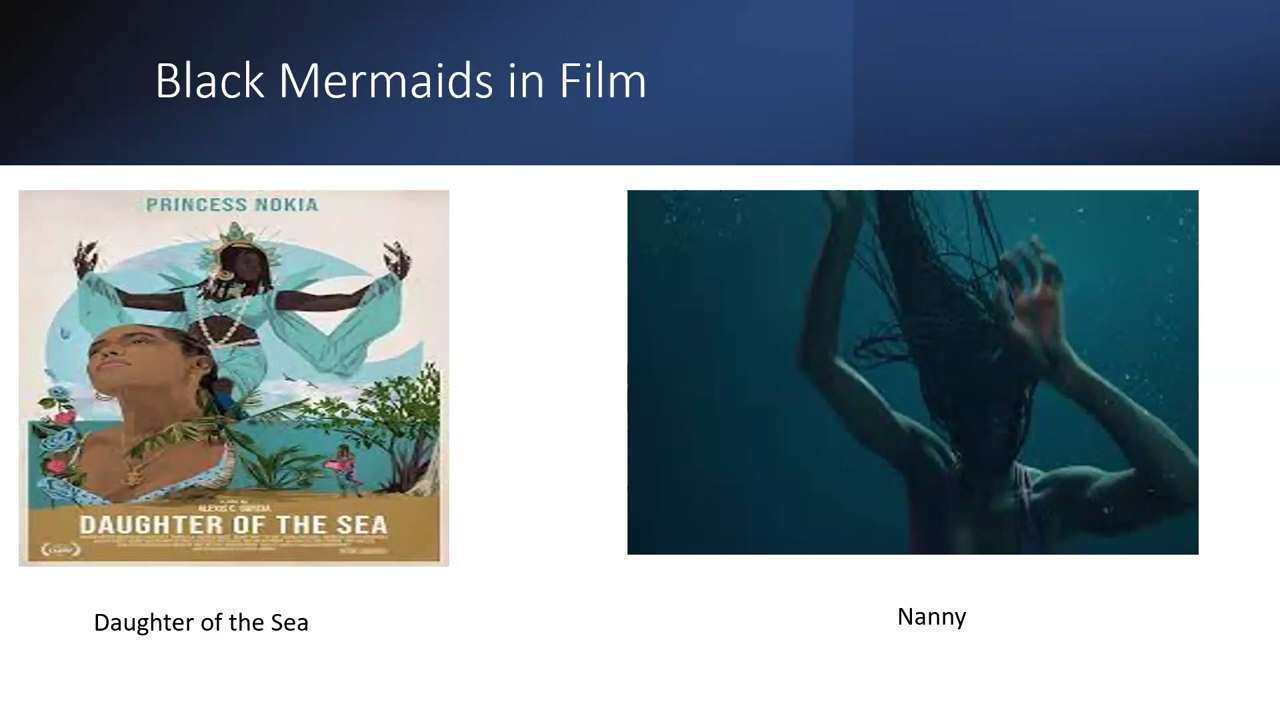 Black Mermaids in Film
PRINCESS NOKIA
ALEXIS C. GARCIA
DAUGHTER OF THE SEA
Daughter of the Sea
Nanny